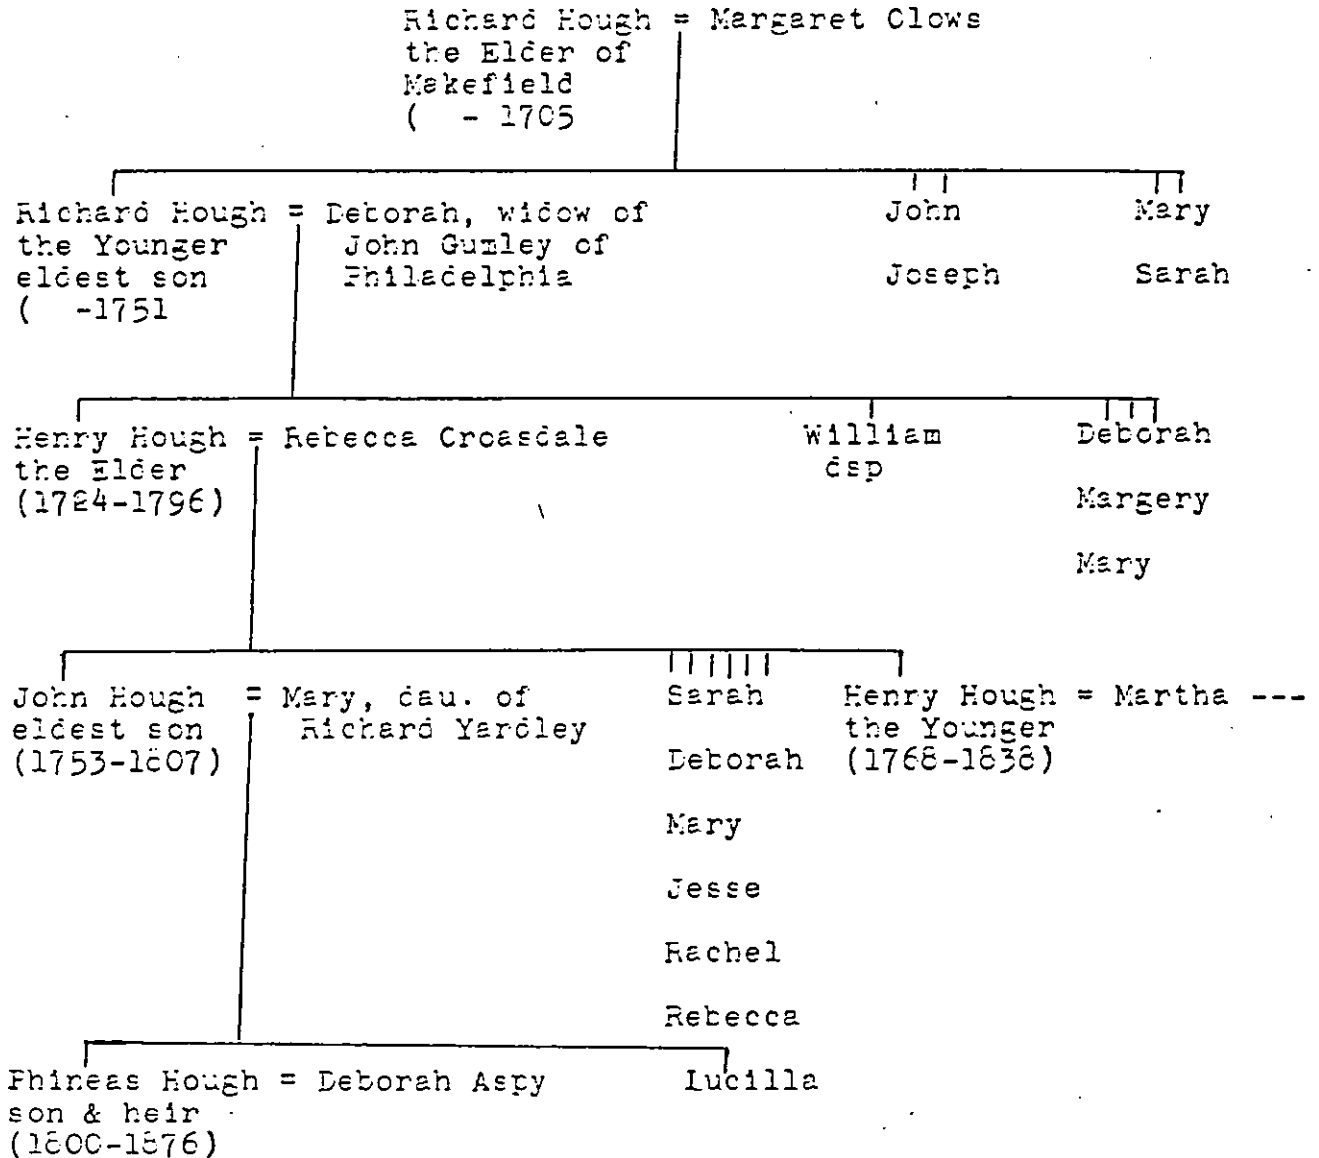 Richard Hough = Margaret Clows
the Elder of
Makefield
(   - 1705
Richard Hough = Deborah, widow of
the Younger
eldest son
(   -1751
John Gumley of
Philadelphia
John
Joseph
Mary
Sarah
Henry Hough = Rebecca Croasdale
the Elder
(1724-1796)
William
dsp
Deborah
Margery
Mary
John Hough = Mary, dau. of
eldest son
(1753-1807)
Richard Yardley
Sarah
Deborah
Mary
Jesse
Rachel
Rebecca
Henry Hough = Martha ---
the Younger
(1768-1838)
Phineas Hough = Deborah Aspy
son & heir
(1800-1876)
Lucilla